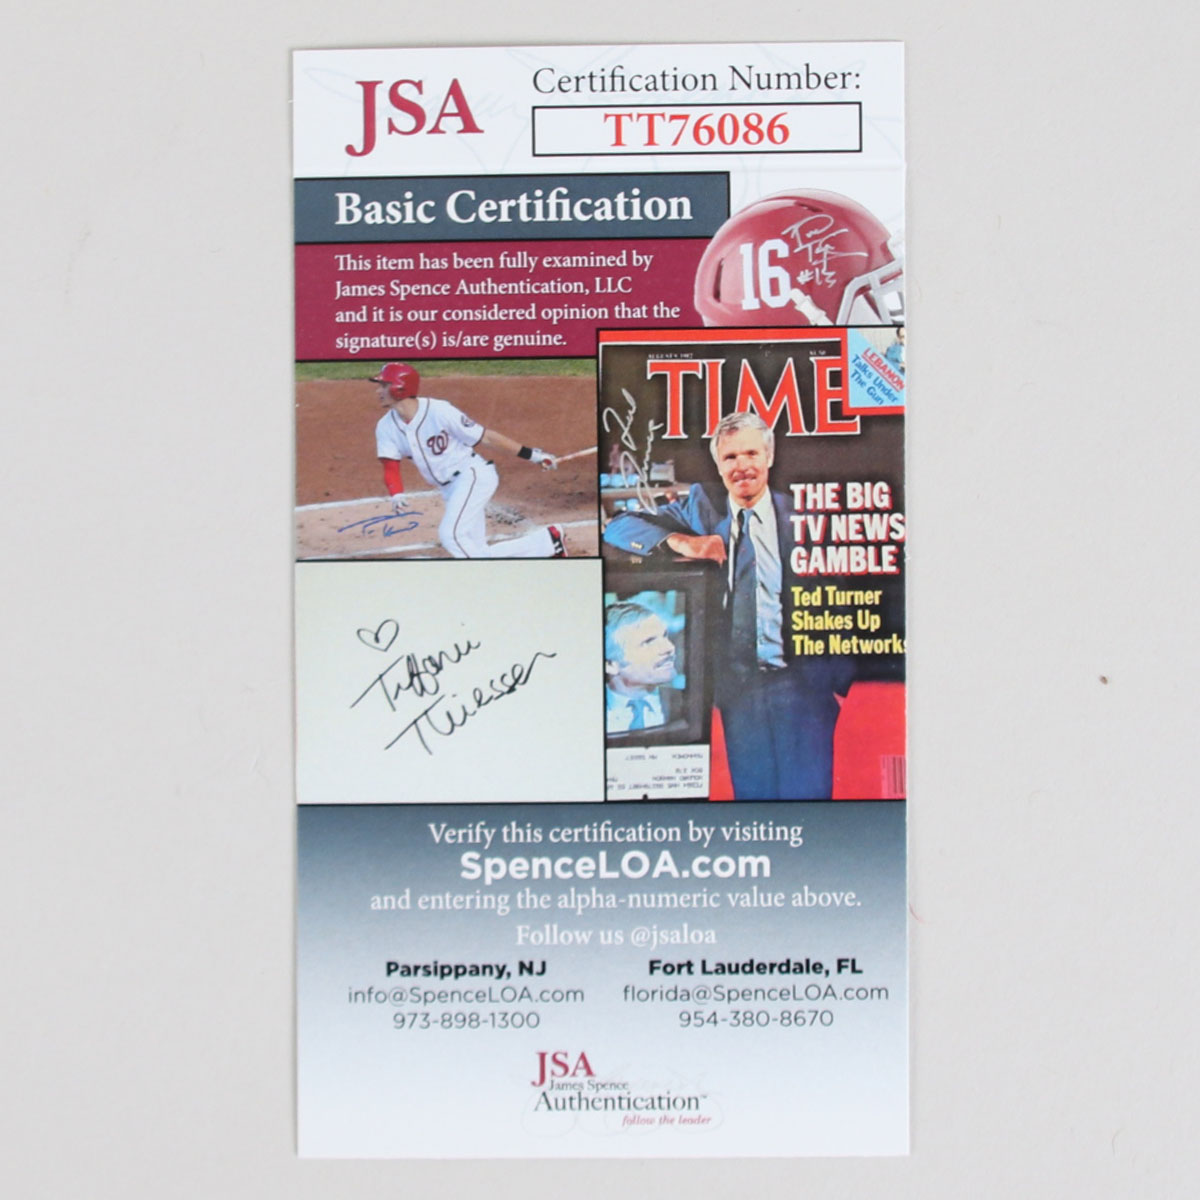 JSA
Certification Number:
TT76086
Basic Certification
This item has been fully examined by
James Spence Authentication, LLC
and it is our considered opinion that the
signature(s) is/are genuine.
16
#13
TIME
LEBANON
Talks Under
The Gun
THE BIG
TV NEWS
GAMBLE
Ted Turner
Shakes Up
The Network
W
Tiffani
Thiessen
Verify this certification by visiting
SpenceLOA.com
and entering the alpha-numeric value above.
Follow us @jsaloa
Parsippany, NJ
info@SpenceLOA.com
973-898-1300
Fort Lauderdale, FL
florida@SpenceLOA.com
954-380-8670
JSA
James Spence
Authentication™
follow the leader